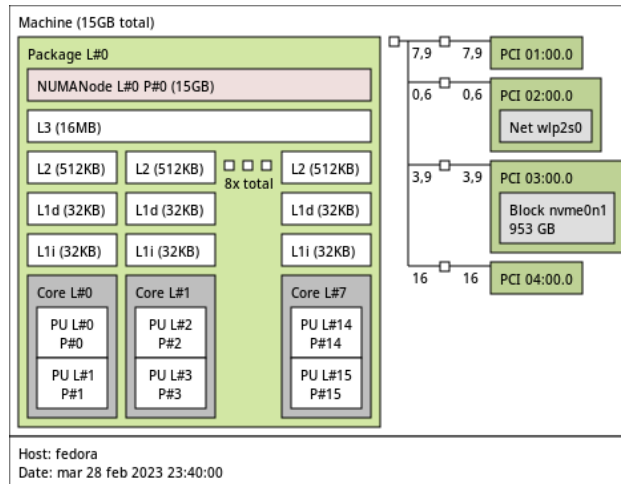 Machine (15GB total)
Package L#0
NUMANode L#0 P#0 (15GB)
L3 (16MB)
L2 (512KB) L2 (512KB) 8x total L2 (512KB)
L1d (32KB) L1d (32KB) L1d (32KB)
L1i (32KB) L1i (32KB) L1i (32KB)
Core L#0 Core L#1 Core L#7
PU L#0 PU L#2 PU L#14
P#0 P#2 P#14
PU L#1 PU L#3 PU L#15
P#1 P#3 P#15
7,9 7,9 PCI 01:00.0
0,6 0,6 PCI 02:00.0
Net wlp2s0
3,9 3,9 PCI 03:00.0
Block nvme0n1
953 GB
16 16 PCI 04:00.0
Host: fedora
Date: mar 28 feb 2023 23:40:00